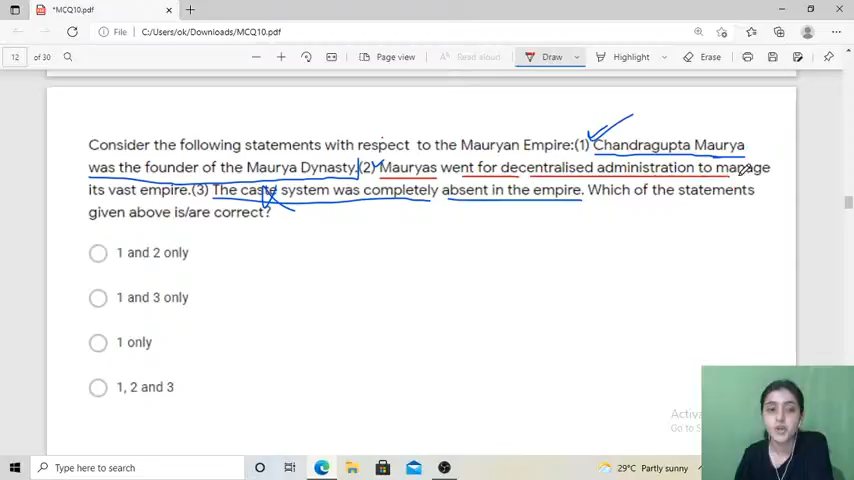 *MCQ10.pdf
File
C:/Users/ok/Downloads/MCQ10.pdf
12 of 30
Page view
Read aloud
Draw
Highlight
Erase
Consider the following statements with respect to the Mauryan Empire:(1) Chandragupta Maurya
was the founder of the Maurya Dynasty.(2) Mauryas went for decentralised administration to manage
its vast empire.(3) The caste system was completely absent in the empire. Which of the statements
given above is/are correct?
1 and 2 only
1 and 3 only
1 only
1, 2 and 3
Activa
Go to S
Type here to search
29°C Partly sunny